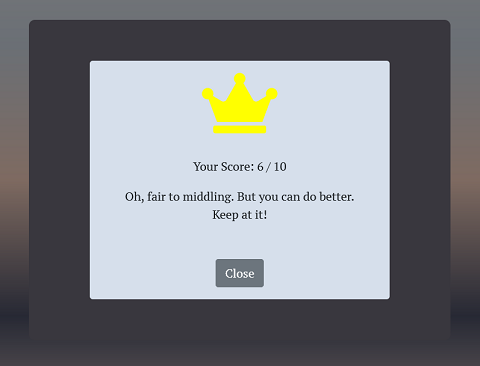 Your Score: 6 / 10
Oh, fair to middling. But you can do better.
Keep at it!
Close